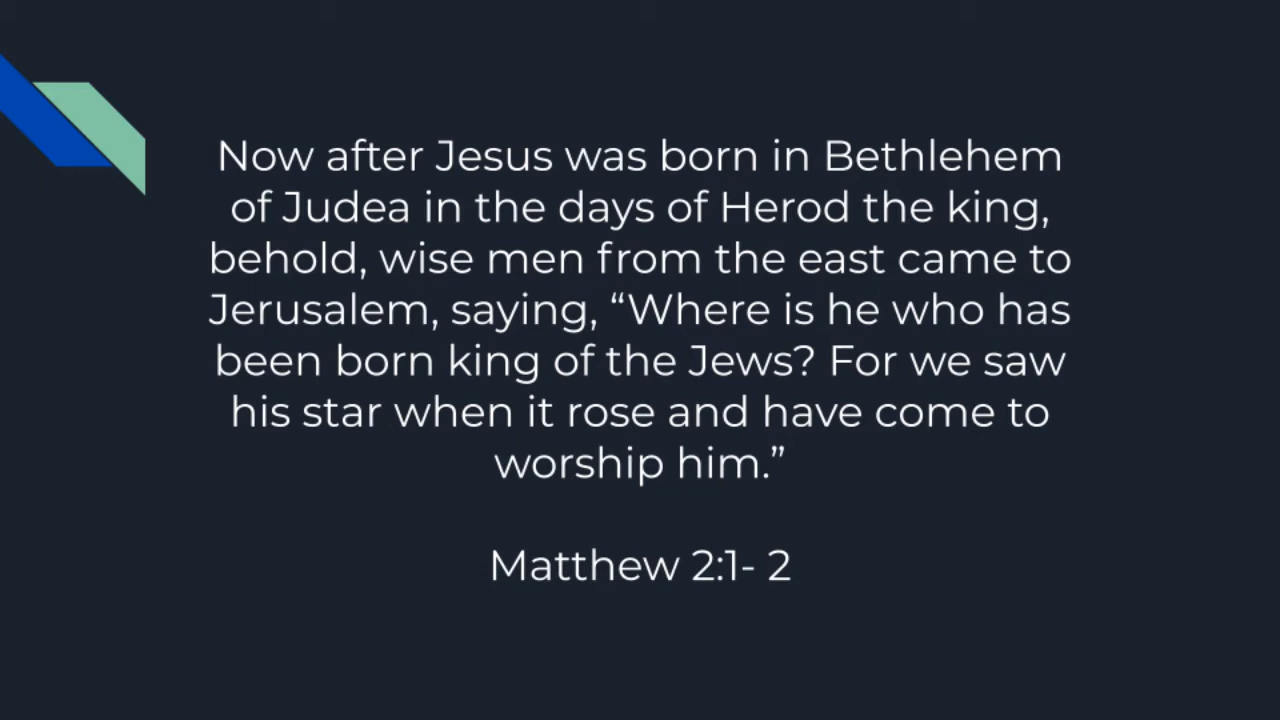 Now after Jesus was born in Bethlehem
of Judea in the days of Herod the king,
behold, wise men from the east came to
Jerusalem, saying, “Where is he who has
been born king of the Jews? For we saw
his star when it rose and have come to
worship him.”
Matthew 2:1- 2